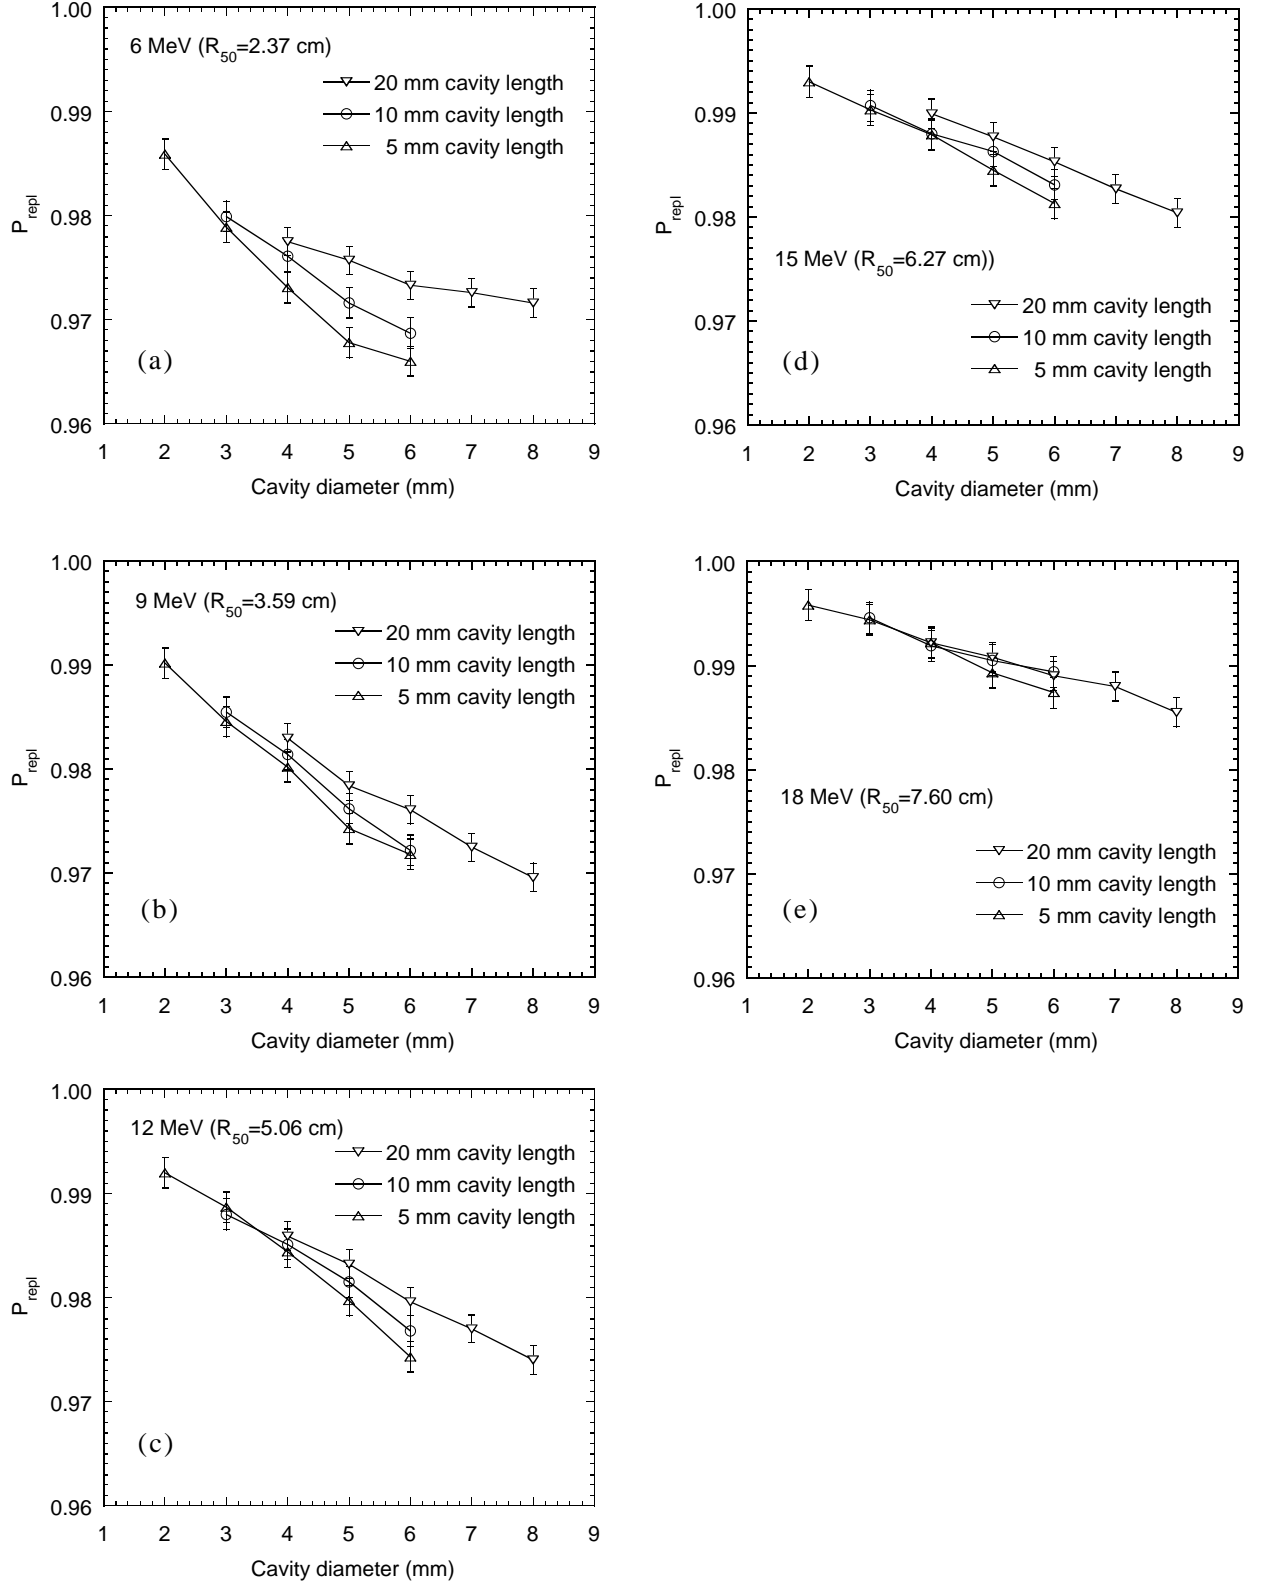 1.00
0.99
0.98
0.97
0.96
P_repl
6 MeV (R_50=2.37 cm)
20 mm cavity length
10 mm cavity length
5 mm cavity length
(a)
1 2 3 4 5 6 7 8 9
Cavity diameter (mm)
1.00
0.99
0.98
0.97
0.96
P_repl
9 MeV (R_50=3.59 cm)
20 mm cavity length
10 mm cavity length
5 mm cavity length
(b)
1 2 3 4 5 6 7 8 9
Cavity diameter (mm)
1.00
0.99
0.98
0.97
0.96
P_repl
12 MeV (R_50=5.06 cm)
20 mm cavity length
10 mm cavity length
5 mm cavity length
(c)
1 2 3 4 5 6 7 8 9
Cavity diameter (mm)
1.00
0.99
0.98
0.97
0.96
P_repl
15 MeV (R_50=6.27 cm))
20 mm cavity length
10 mm cavity length
5 mm cavity length
(d)
1 2 3 4 5 6 7 8 9
Cavity diameter (mm)
1.00
0.99
0.98
0.97
0.96
P_repl
18 MeV (R_50=7.60 cm)
20 mm cavity length
10 mm cavity length
5 mm cavity length
(e)
1 2 3 4 5 6 7 8 9
Cavity diameter (mm)